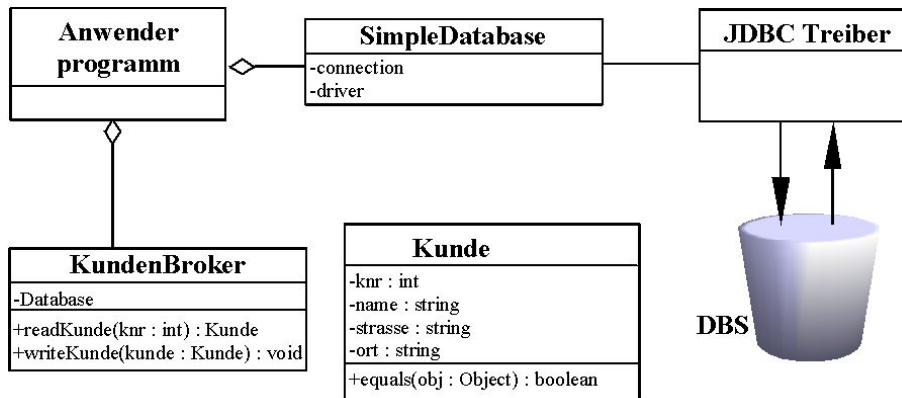 Anwender
programm
SimpleDatabase
-connection
-driver
JDBC Treiber
KundenBroker
-Database
+readKunde(knr : int) : Kunde
+writeKunde(kunde : Kunde) : void
Kunde
-knr : int
-name : string
-strasse : string
-ort : string
+equals(obj : Object) : boolean
DBS